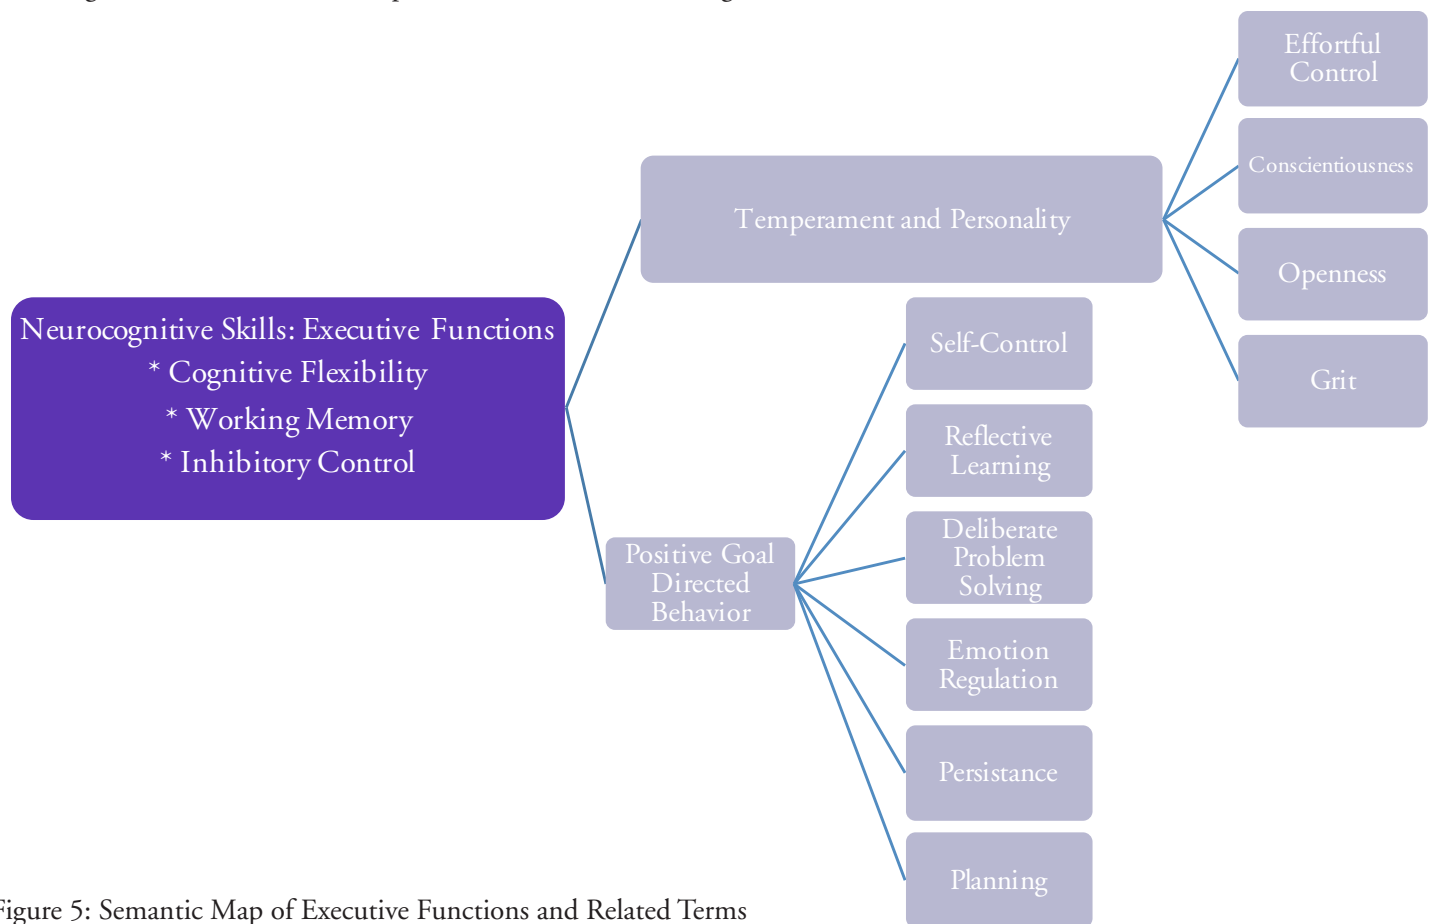 Neurocognitive Skills: Executive Functions
* Cognitive Flexibility
* Working Memory
* Inhibitory Control
Temperament and Personality
Effortful
Control
Conscientiousness
Openness
Grit
Positive Goal
Directed
Behavior
Self-Control
Reflective
Learning
Deliberate
Problem
Solving
Emotion
Regulation
Persistance
Planning
Figure 5: Semantic Map of Executive Functions and Related Terms